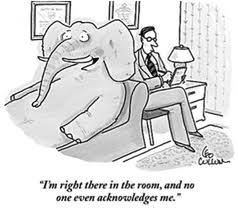 "I'm right there in the room, and no
one even acknowledges me."